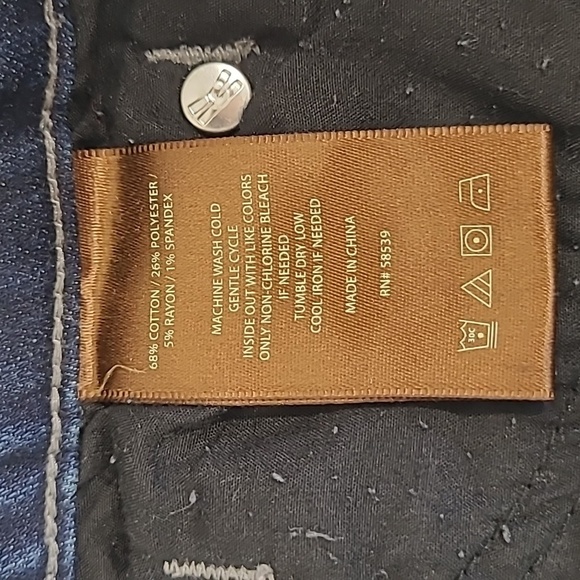 68% COTTON / 26% POLYESTER /
5% RAYON / 1% SPANDEX
MACHINE WASH COLD
GENTLE CYCLE
INSIDE OUT WITH LIKE COLORS
ONLY NON-CHLORINE BLEACH
IF NEEDED
TUMBLE DRY LOW
COOL IRON IF NEEDED
MADE IN CHINA
RN# 58539
30C